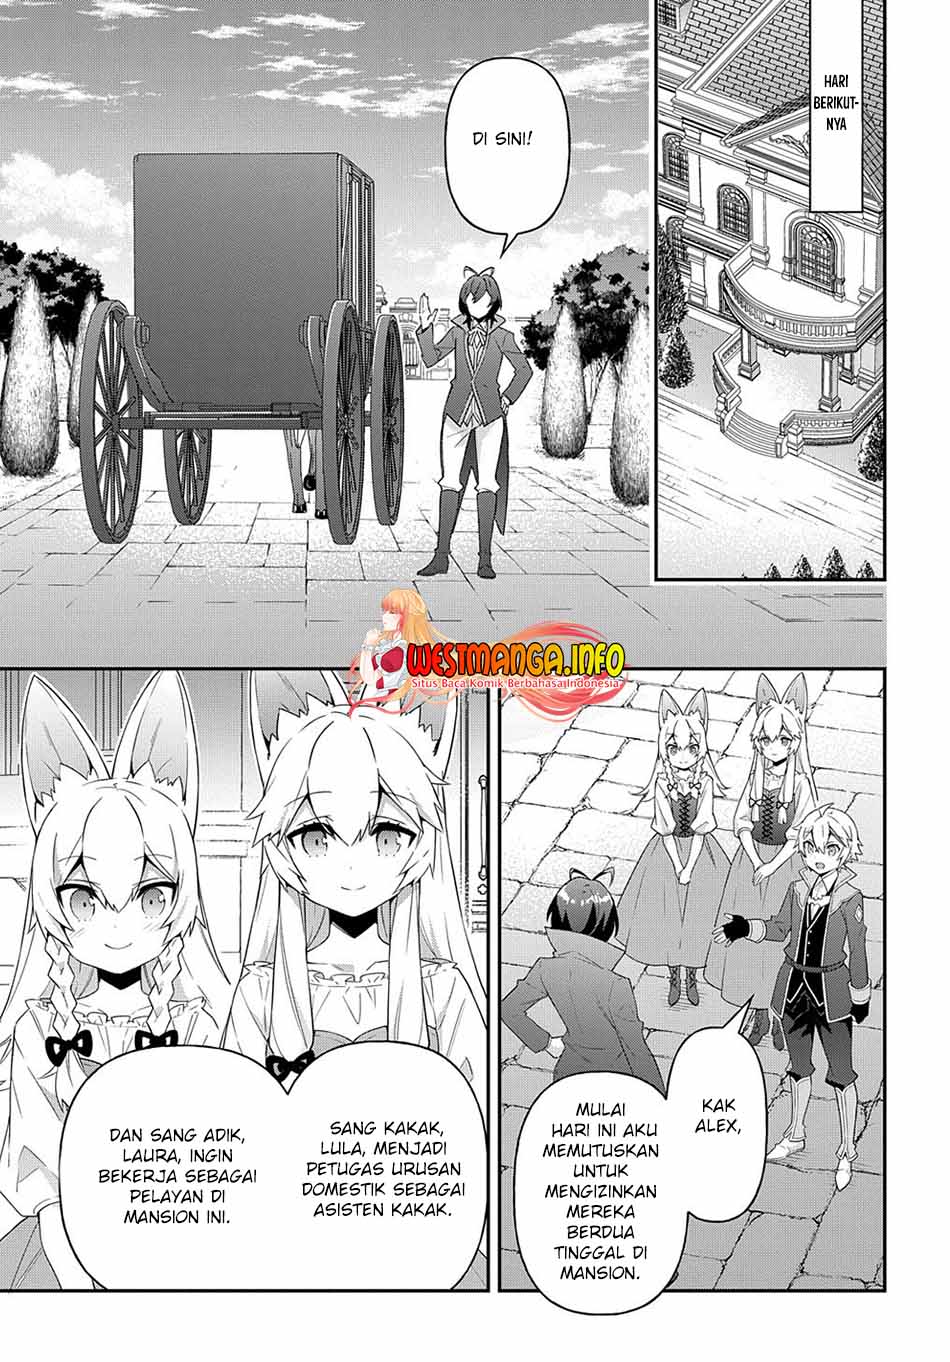 HARI
BERIKUT-
NYA
DI SINI!
WESTMANGA.INFO
Situs Baca Komik Berbahasa Indonesia
KAK
ALEX,
MULAI
HARI INI AKU
MEMUTUSKAN
UNTUK
MENGIZINKAN
MEREKA
BERDUA
TINGGAL DI
MANSION.
SANG KAKAK,
LULA, MENJADI
PETUGAS URUSAN
DOMESTIK SEBAGAI
ASISTEN KAKAK.
DAN SANG ADIK,
LAURA, INGIN
BEKERJA SEBAGAI
PELAYAN DI
MANSION INI.